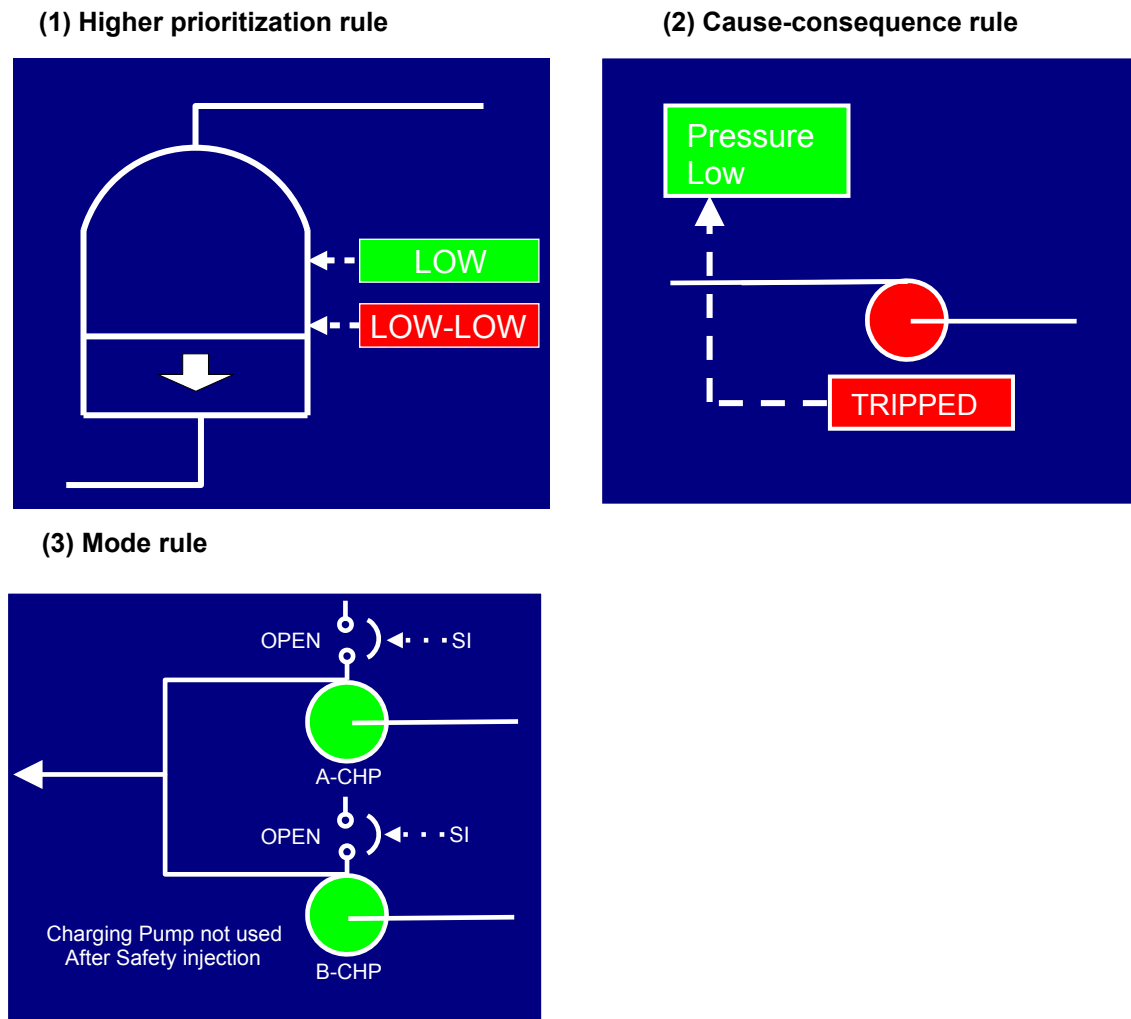 (1) Higher prioritization rule
(2) Cause-consequence rule
LOW
LOW-LOW
Pressure
Low
TRIPPED
(3) Mode rule
OPEN
SI
A-CHP
OPEN
SI
Charging Pump not used
After Safety injection
B-CHP